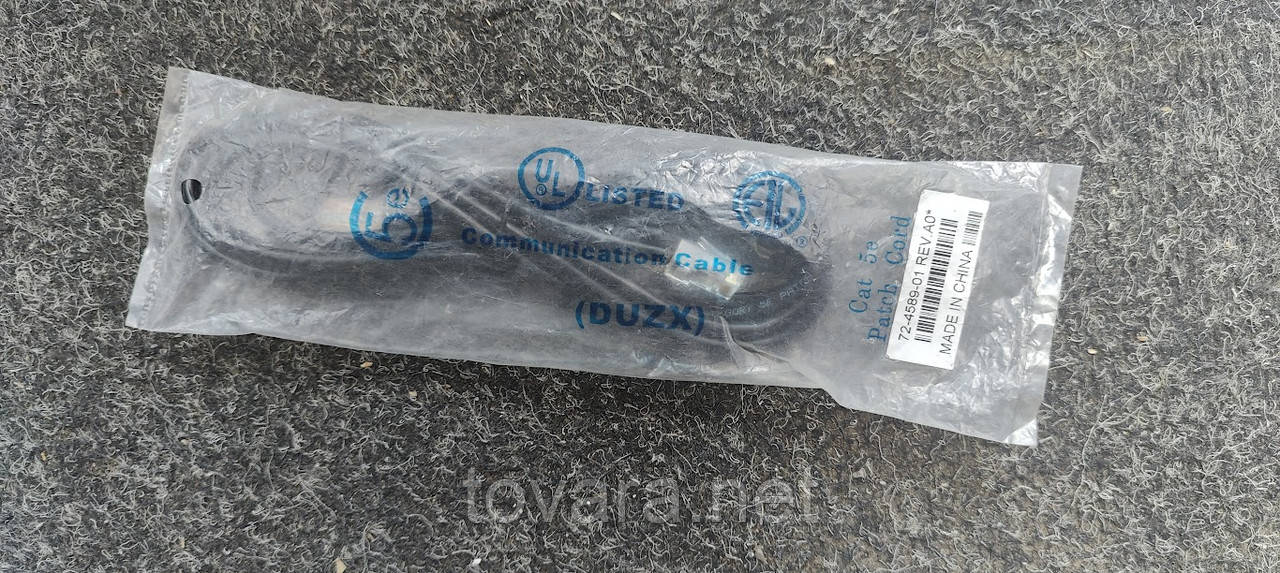 5e
UL
®
LISTED
Communication Cable
(DUZX)
ETL
®
Cat 5e
Patch Cord
72-4589-01 REV.A0*
MADE IN CHINA
tovara.net